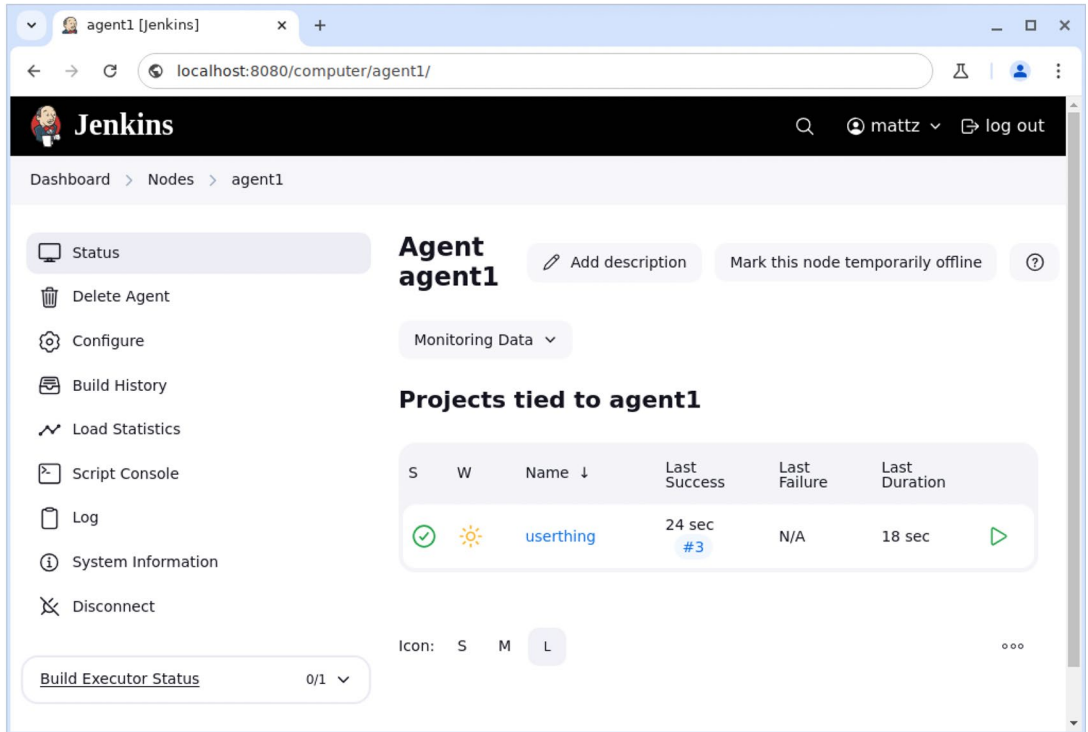 agent1 [Jenkins]
localhost:8080/computer/agent1/
Jenkins
mattz
log out
Dashboard
Nodes
agent1
Status
Delete Agent
Configure
Build History
Load Statistics
Script Console
Log
System Information
Disconnect
Build Executor Status 0/1
Agent
agent1
Add description
Mark this node temporarily offline
Monitoring Data
Projects tied to agent1
S W Name ↓ Last Success Last Failure Last Duration
userthing 24 sec #3 N/A 18 sec
Icon: S M L